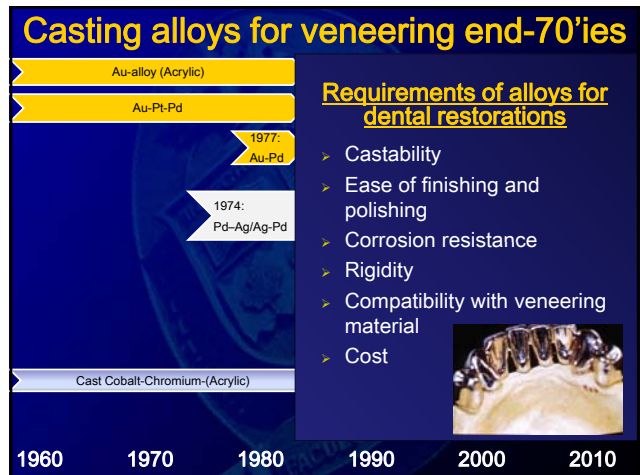 Casting alloys for veneering end-70'ies
Au-alloy (Acrylic)
Au-Pt-Pd
1977:
Au-Pd
1974:
Pd–Ag/Ag-Pd
Cast Cobalt-Chromium-(Acrylic)
Requirements of alloys for
dental restorations
Castability
Ease of finishing and
polishing
Corrosion resistance
Rigidity
Compatibility with veneering
material
Cost
FACULT
1960 1970 1980 1990 2000 2010